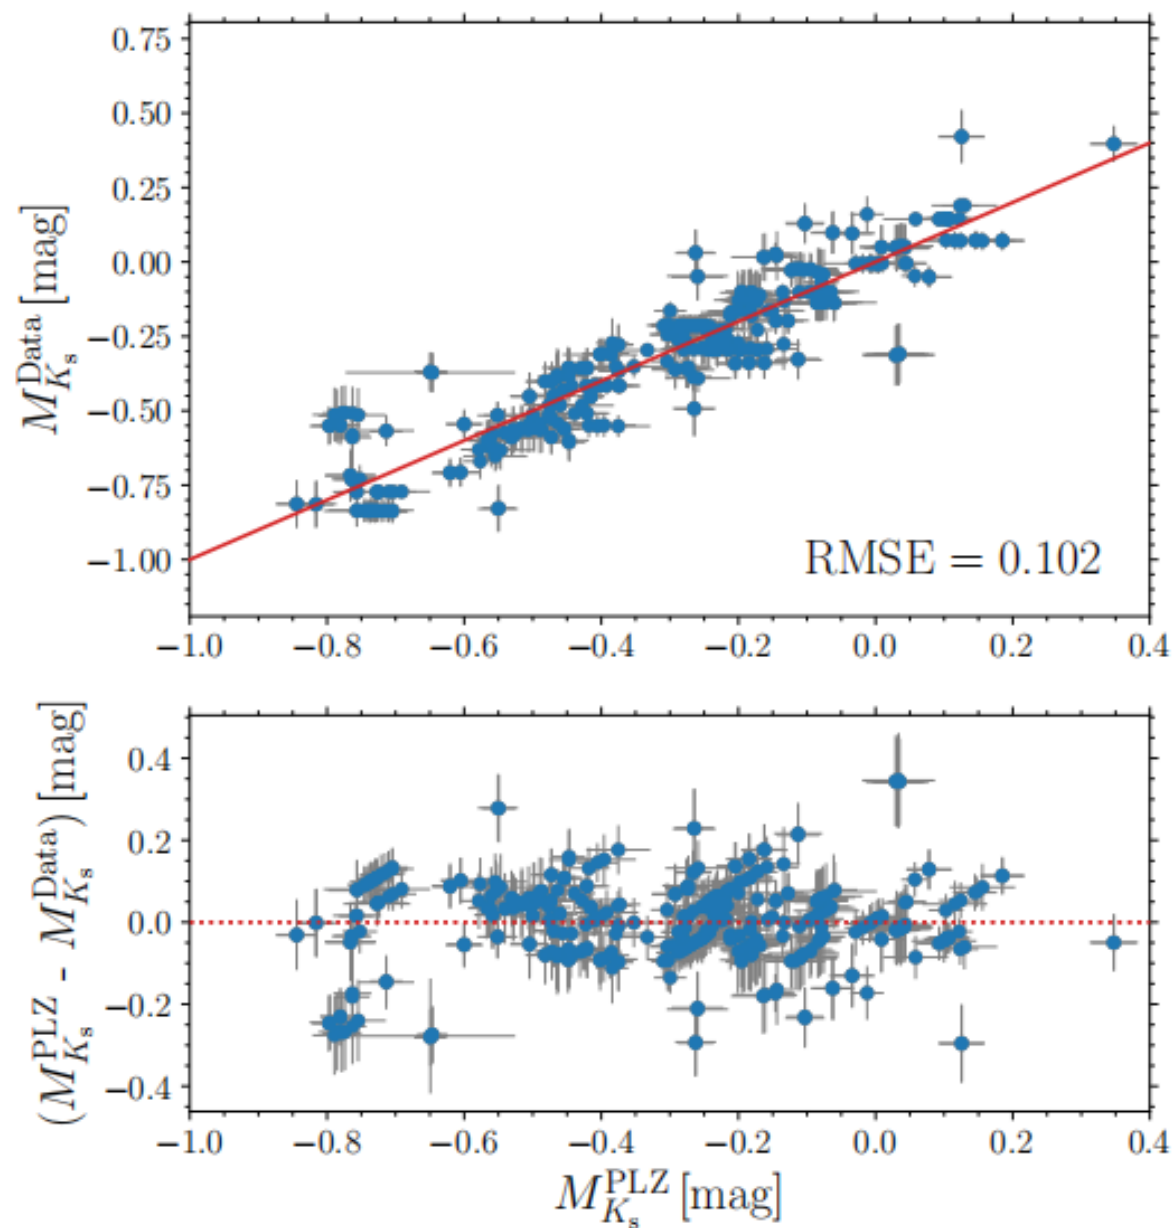 0.75
0.50
0.25
0.00
−0.25
−0.50
−0.75
−1.00
M_{K_s}^{Data} [mag]
RMSE = 0.102
−1.0 −0.8 −0.6 −0.4 −0.2 0.0 0.2 0.4
0.4
0.2
0.0
−0.2
−0.4
(M_{K_s}^{PLZ} - M_{K_s}^{Data}) [mag]
−1.0 −0.8 −0.6 −0.4 −0.2 0.0 0.2 0.4
M_{K_s}^{PLZ} [mag]